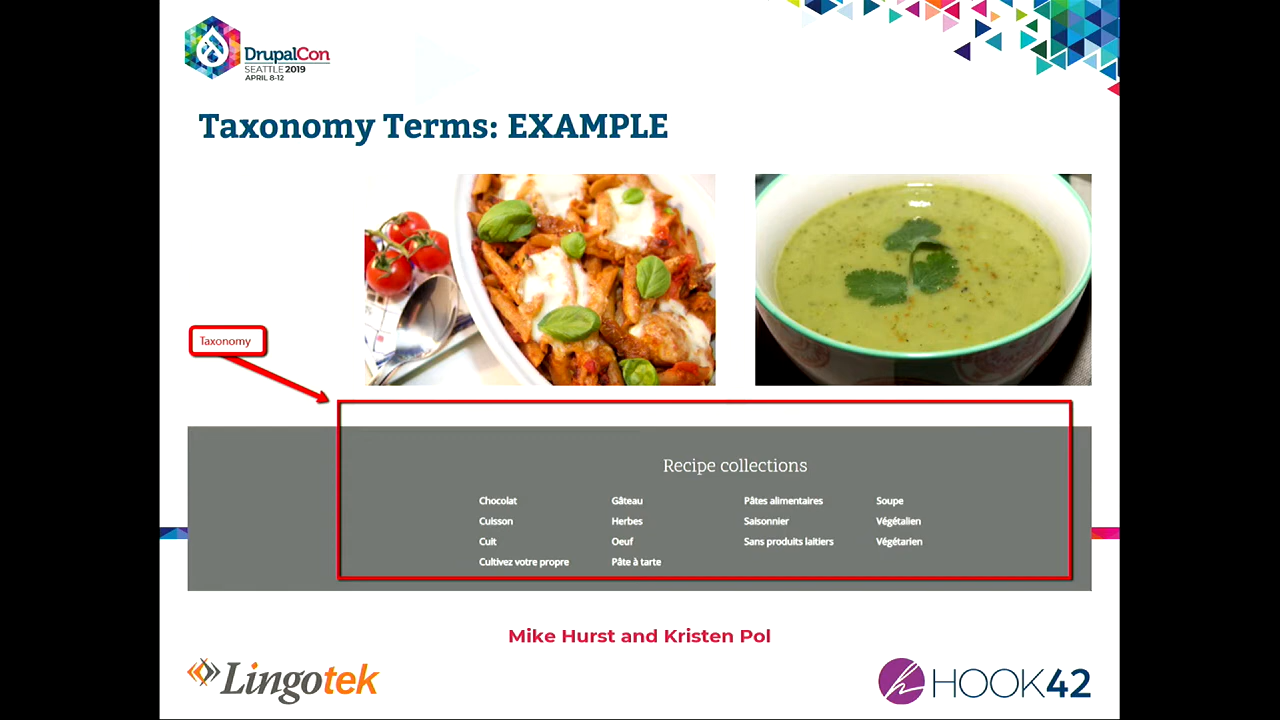 DrupalCon
SEATTLE 2019
APRIL 8-12
Taxonomy Terms: EXAMPLE
Taxonomy
Recipe collections
Chocolat Gâteau Pâtes alimentaires Soupe
Cuisson Herbes Saisonnier Végétalien
Cuit Oeuf Sans produits laitiers Végétarien
Cultivez votre propre Pâte à tarte
Mike Hurst and Kristen Pol
Lingotek
HOOK42